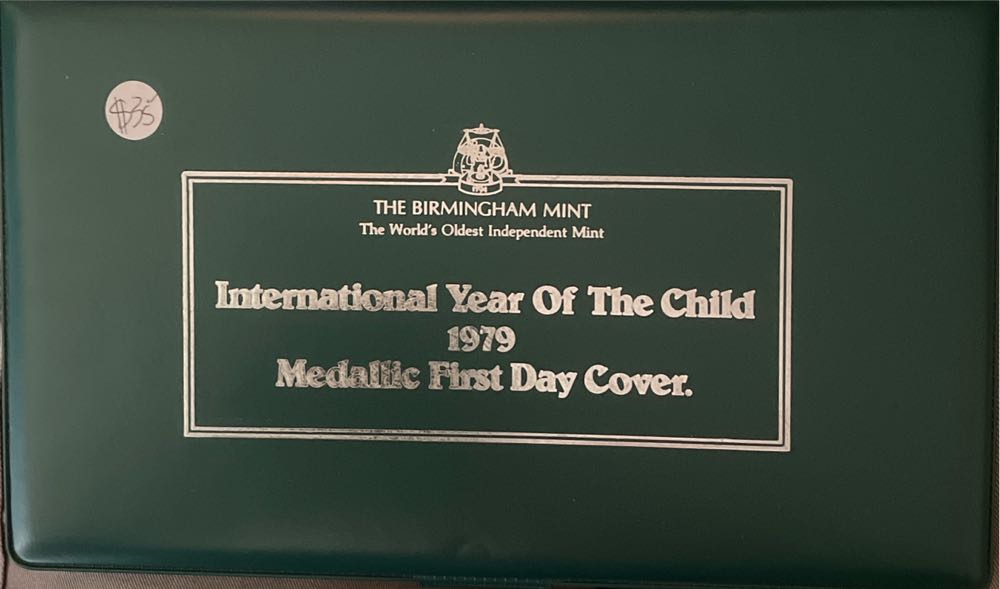 $35
1794
THE BIRMINGHAM MINT
The World's Oldest Independent Mint
International Year Of The Child
1979
Medallic First Day Cover.